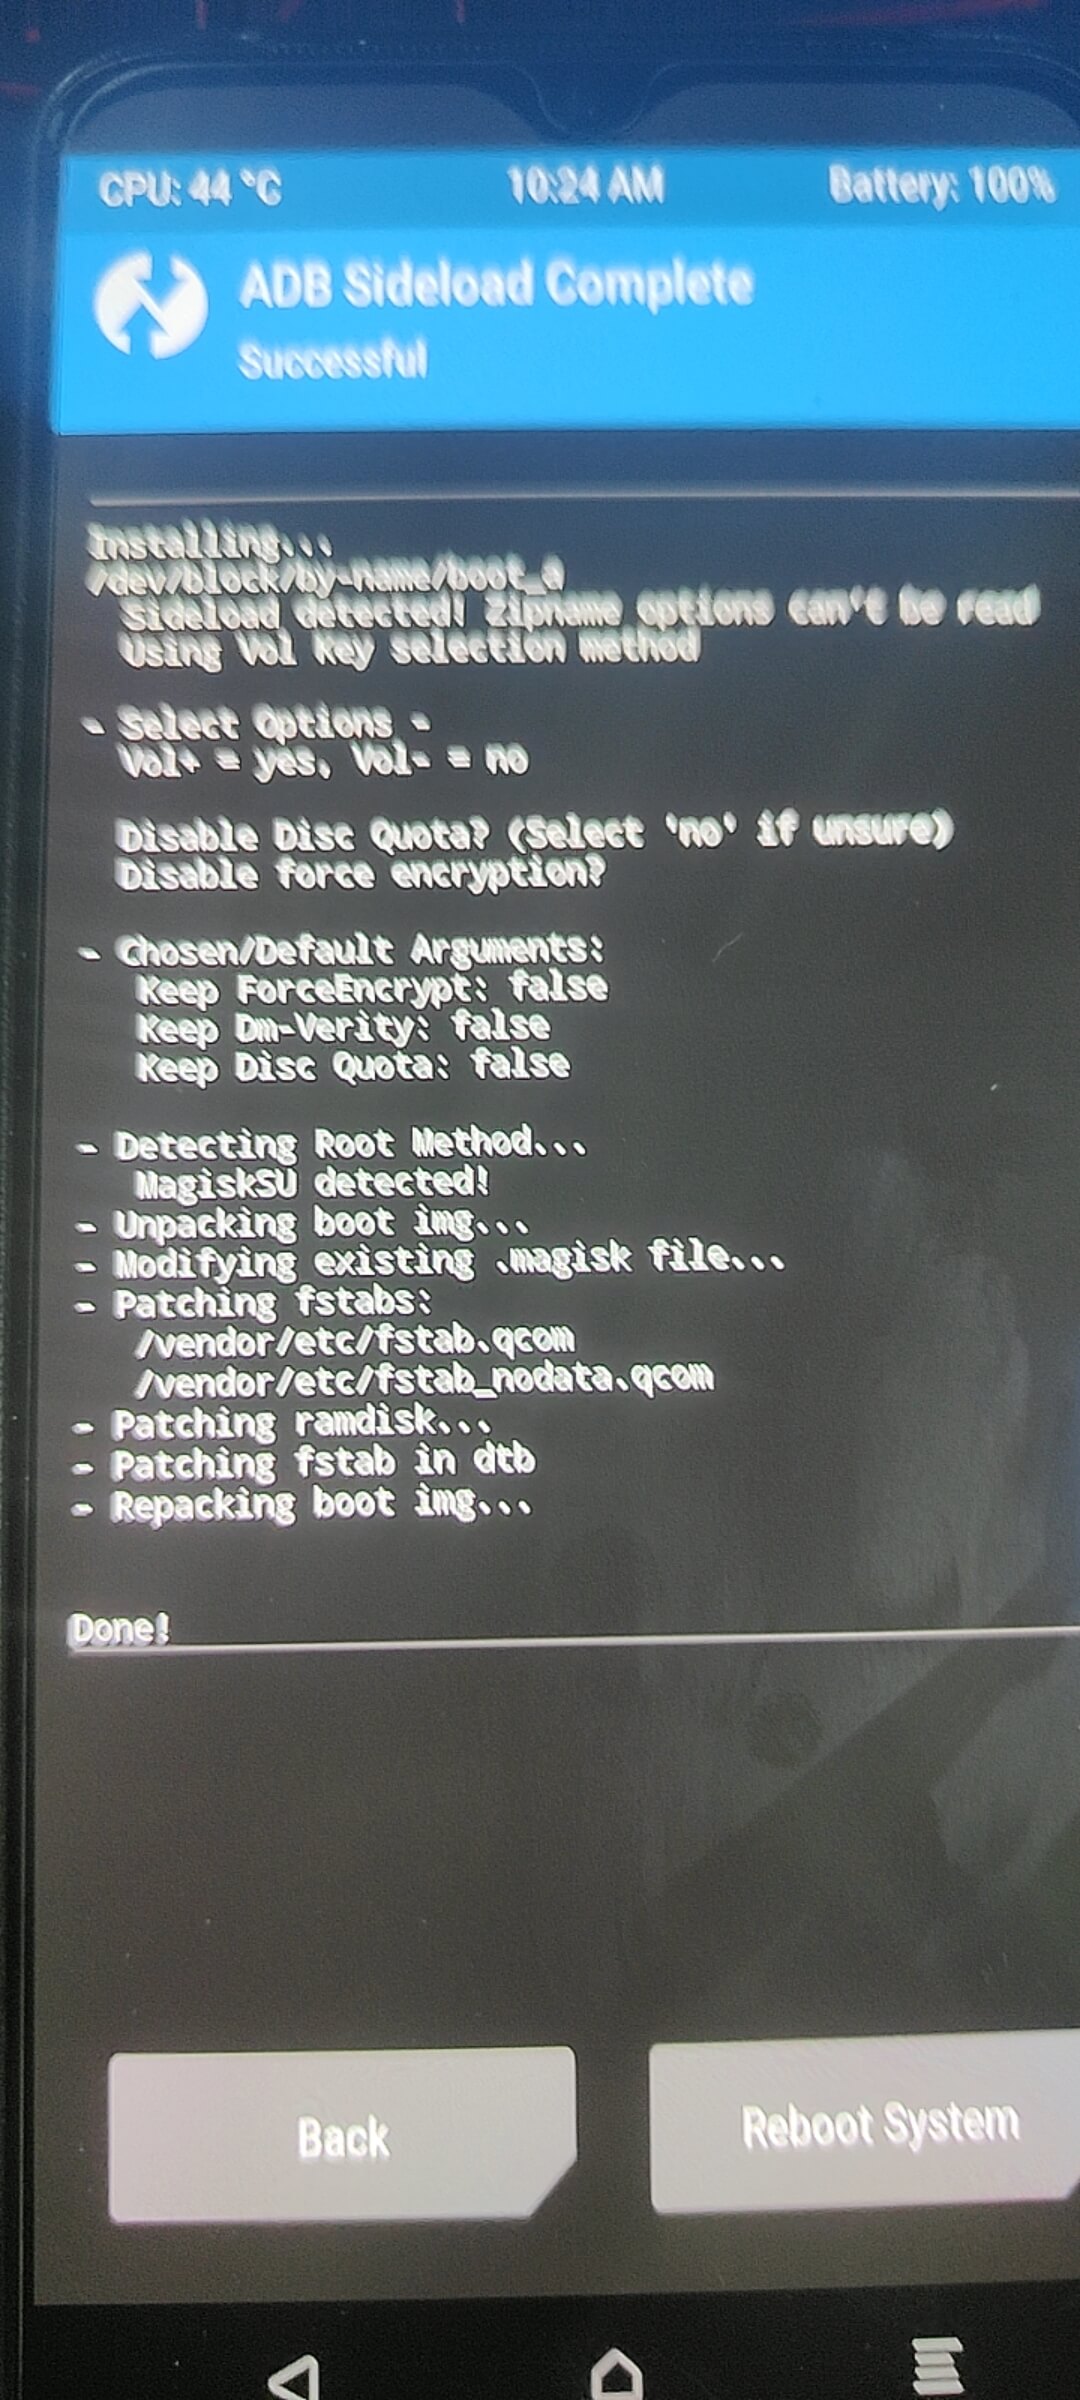 CPU: 44 °C 10:24 AM Battery: 100%
ADB Sideload Complete
Successful
Installing...
/dev/block/by-name/boot_a
Sideload detected! Zipname options can't be read
Using Vol Key selection method
- Select Options -
Vol+ = yes, Vol- = no
Disable Disc Quota? (Select 'no' if unsure)
Disable force encryption?
- Chosen/Default Arguments:
Keep ForceEncrypt: false
Keep Dm-Verity: false
Keep Disc Quota: false
- Detecting Root Method...
MagiskSU detected!
- Unpacking boot img...
- Modifying existing .magisk file...
- Patching fstabs:
/vendor/etc/fstab.qcom
/vendor/etc/fstab_nodata.qcom
- Patching ramdisk...
- Patching fstab in dtb
- Repacking boot img...
Done!
Back Reboot System